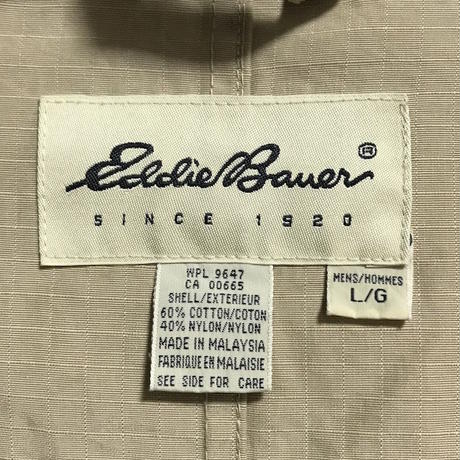 Eddie Bauer®
SINCE 1920
WPL 9647
CA 00665
SHELL/EXTERIEUR
60% COTTON/COTON
40% NYLON/NYLON
MADE IN MALAYSIA
FABRIQUE EN MALAISIE
SEE SIDE FOR CARE
MENS/HOMMES
L/G